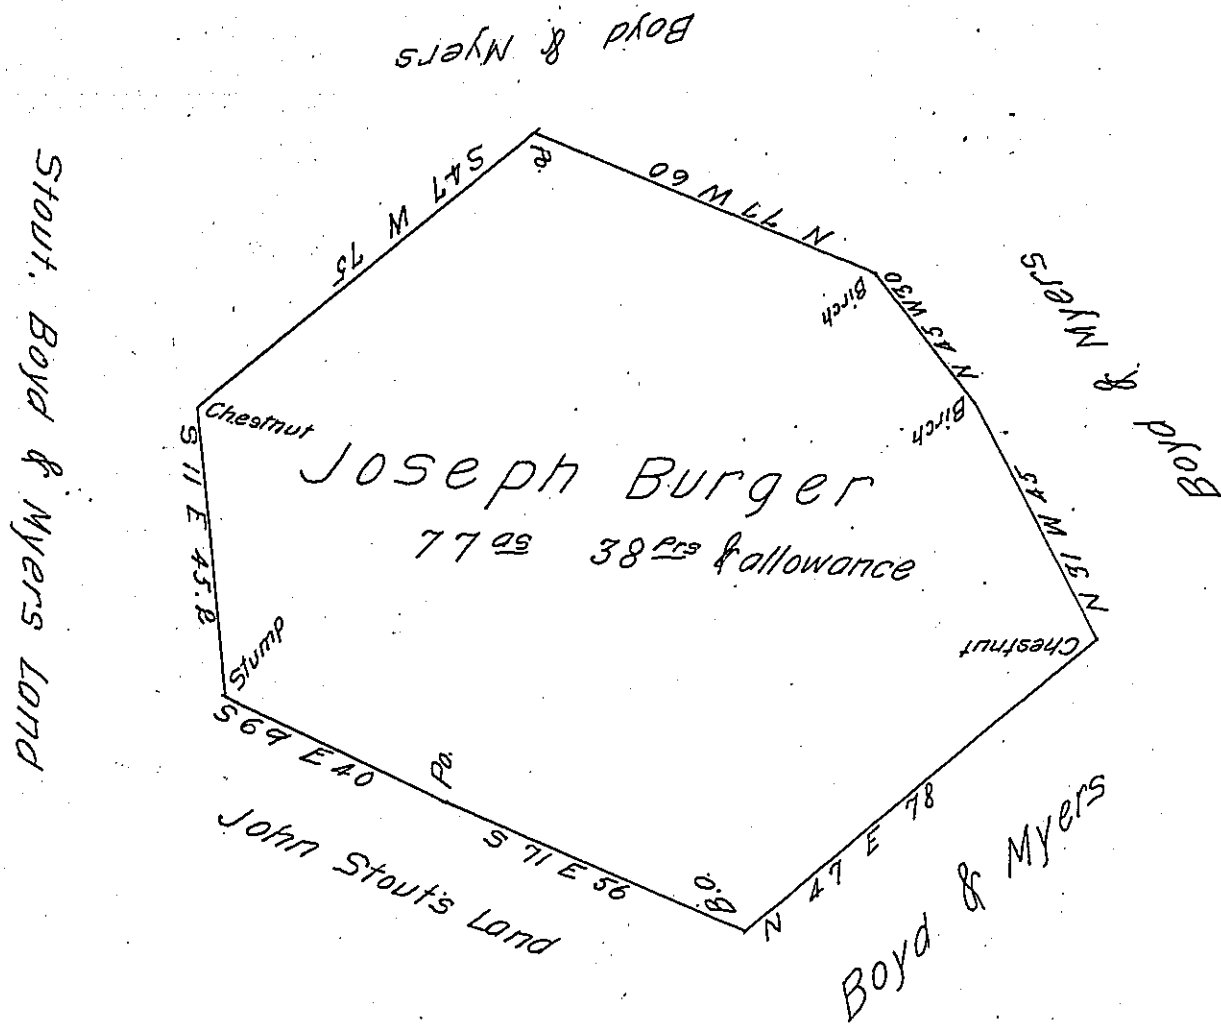 Boyd & Myers
S 47 W 75
Po.
N 77 W 60
Birch
N 45 W 30
Birch
Boyd & Myers
N 31 W 45
Chestnut
Stout, Boyd & Myers Land
Chestnut
S 11 E 45.P.
Joseph Burger
77 as 38 prs & allowance
Stump
S 69 E 40
Po.
S 71 E 56
B.O.
N 47 E 78
John Stout's Land
Boyd & Myers